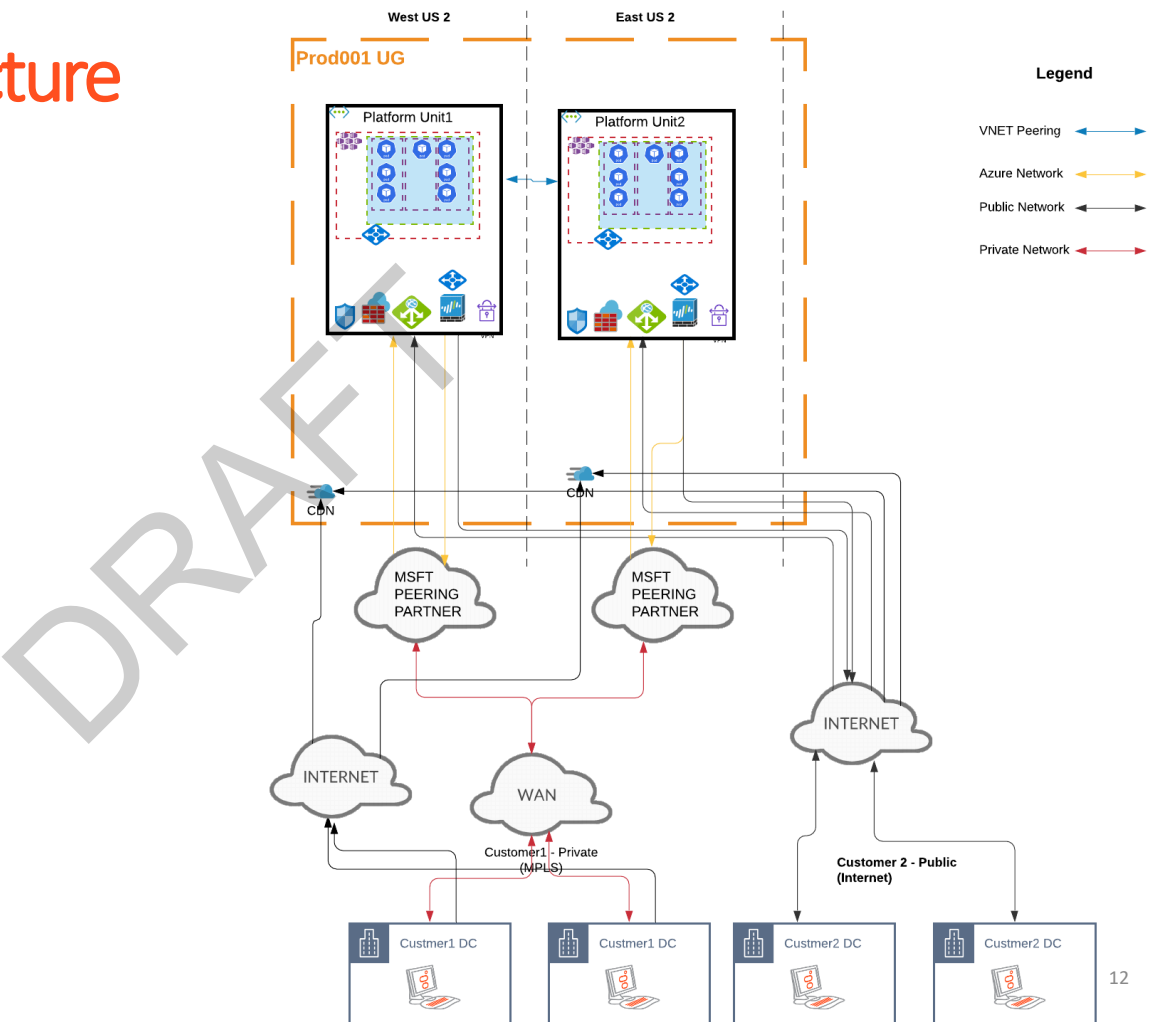 West US 2
East US 2
cture
Prod001 UG
Legend
Platform Unit1
Platform Unit2
VNET Peering
Azure Network
Public Network
Private Network
VPN
VPN
DRAFT
CDN
CDN
MSFT
PEERING
PARTNER
MSFT
PEERING
PARTNER
INTERNET
INTERNET
WAN
Customer1 - Private
(MPLS)
Customer 2 - Public
(Internet)
Custmer1 DC
Custmer1 DC
Custmer2 DC
Custmer2 DC
12